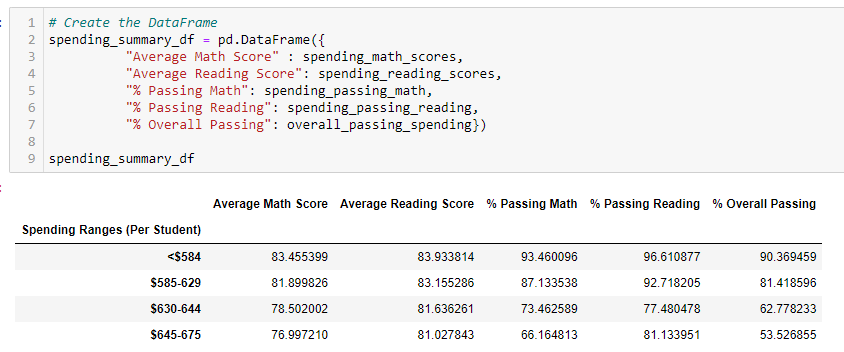 1 # Create the DataFrame
2 spending_summary_df = pd.DataFrame({
3 "Average Math Score" : spending_math_scores,
4 "Average Reading Score": spending_reading_scores,
5 "% Passing Math": spending_passing_math,
6 "% Passing Reading": spending_passing_reading,
7 "% Overall Passing": overall_passing_spending})
8
9 spending_summary_df
Average Math Score Average Reading Score % Passing Math % Passing Reading % Overall Passing
Spending Ranges (Per Student)
<$584 83.455399 83.933814 93.460096 96.610877 90.369459
$585-629 81.899826 83.155286 87.133538 92.718205 81.418596
$630-644 78.502002 81.636261 73.462589 77.480478 62.778233
$645-675 76.997210 81.027843 66.164813 81.133951 53.526855